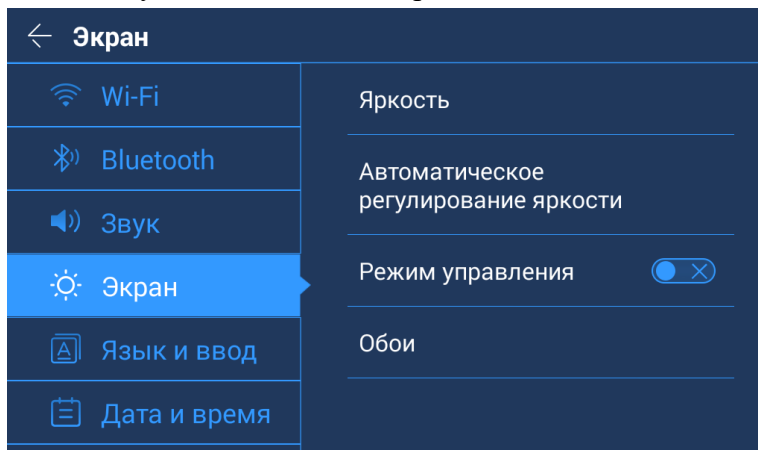 Экран
Wi-Fi
Bluetooth
Звук
Экран
Язык и ввод
Дата и время
Яркость
Автоматическое
регулирование яркости
Режим управления
Обои